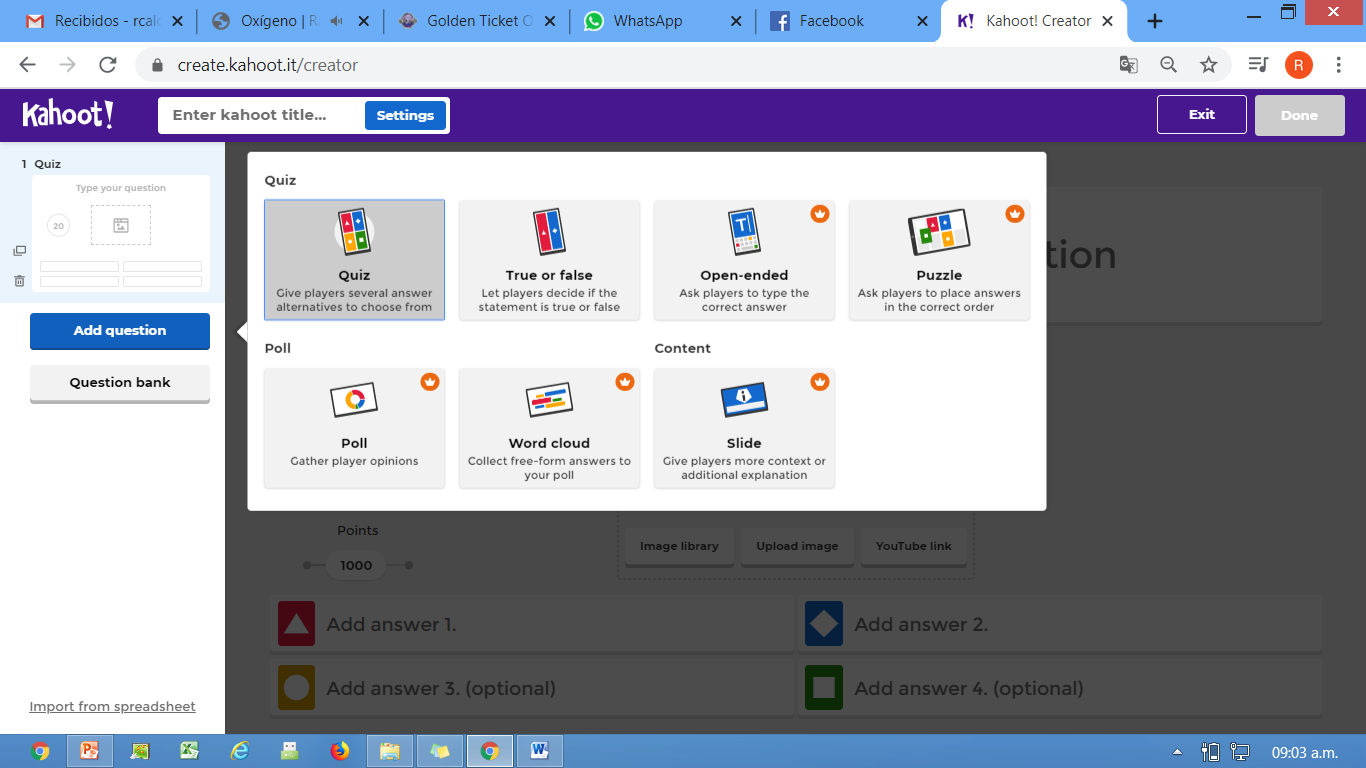 Recibidos - rcalc
Oxígeno | R
Golden Ticket O
WhatsApp
Facebook
Kahoot! Creator
create.kahoot.it/creator
R
Kahoot!
Enter kahoot title...
Settings
Exit
Done
1 Quiz
Type your question
20
Add question
Question bank
Import from spreadsheet
Quiz
Quiz
Give players several answer
alternatives to choose from
True or false
Let players decide if the
statement is true or false
Open-ended
Ask players to type the
correct answer
Puzzle
Ask players to place answers
in the correct order
Poll
Poll
Gather player opinions
Word cloud
Collect free-form answers to
your poll
Content
Slide
Give players more context or
additional explanation
tion
Points
1000
Image library
Upload image
YouTube link
Add answer 1.
Add answer 2.
Add answer 3. (optional)
Add answer 4. (optional)
09:03 a.m.